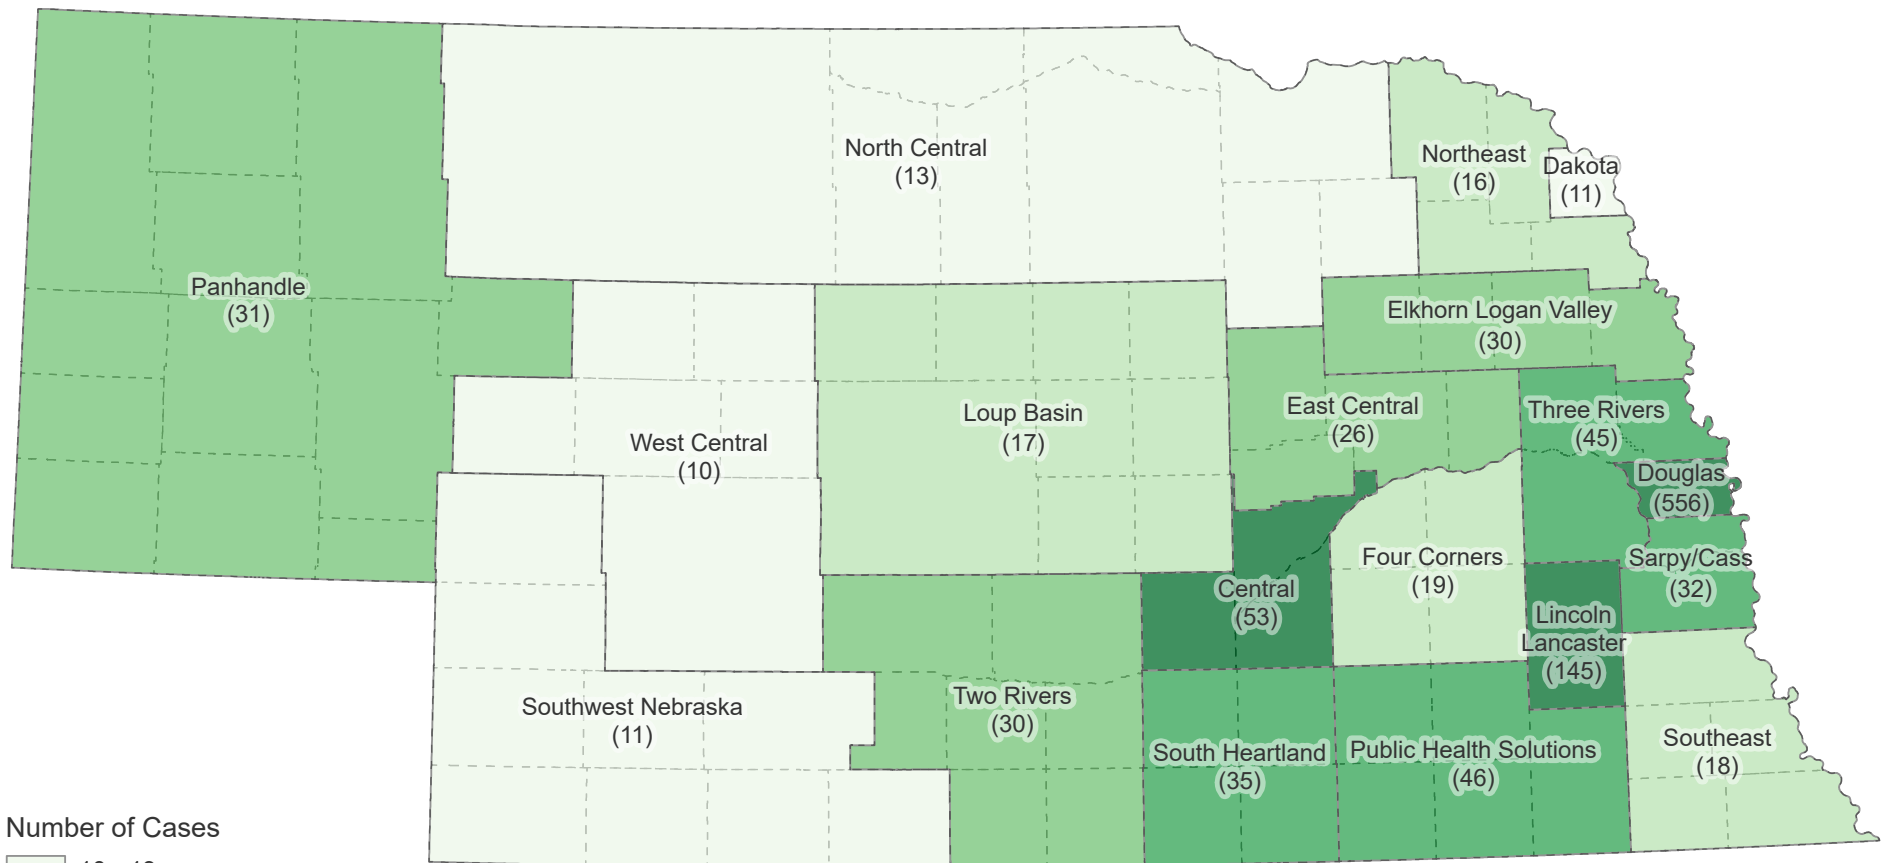 North Central
(13)
Northeast
(16)
Dakota
(11)
Panhandle
(31)
Elkhorn Logan Valley
(30)
West Central
(10)
Loup Basin
(17)
East Central
(26)
Three Rivers
(45)
Douglas
(556)
Sarpy/Cass
(32)
Four Corners
(19)
Central
(53)
Lincoln
Lancaster
(145)
Southwest Nebraska
(11)
Two Rivers
(30)
South Heartland
(35)
Public Health Solutions
(46)
Southeast
(18)
Number of Cases